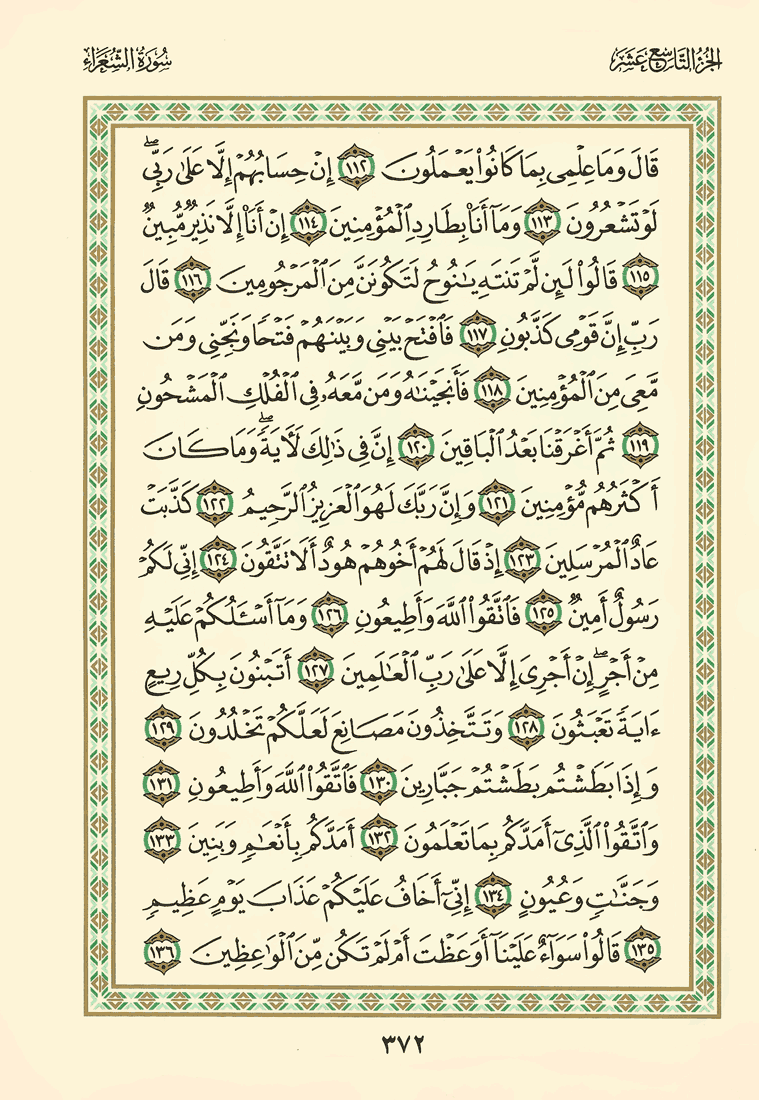 الجزء التاسع عشر
سورة الشعراء
قَالَ وَمَا عِلْمِى بِمَا كَانُوا۟ يَعْمَلُونَ ١١٢ إِنْ حِسَابُهُمْ إِلَّا عَلَىٰ رَبِّى ۖ
لَوْ تَشْعُرُونَ ١١٣ وَمَآ أَنَا۠ بِطَارِدِ ٱلْمُؤْمِنِينَ ١١٤ إِنْ أَنَا۠ إِلَّا نَذِيرٌ مُّبِينٌ
١١٥ قَالُوا۟ لَئِن لَّمْ تَنتَهِ يَـٰنُوحُ لَتَكُونَنَّ مِنَ ٱلْمَرْجُومِينَ ١١٦ قَالَ
رَبِّ إِنَّ قَوْمِى كَذَّبُونِ ١١٧ فَٱفْتَحْ بَيْنِى وَبَيْنَهُمْ فَتْحًا وَنَجِّنِى وَمَن
مَّعِىَ مِنَ ٱلْمُؤْمِنِينَ ١١٨ فَأَنجَيْنَـٰهُ وَمَن مَّعَهُۥ فِى ٱلْفُلْكِ ٱلْمَشْحُونِ
١١٩ ثُمَّ أَغْرَقْنَا بَعْدُ ٱلْبَاقِينَ ١٢٠ إِنَّ فِى ذَٰلِكَ لَـَٔايَةً ۖ وَمَا كَانَ
أَكْثَرُهُم مُّؤْمِنِينَ ١٢١ وَإِنَّ رَبَّكَ لَهُوَ ٱلْعَزِيزُ ٱلرَّحِيمُ ١٢٢ كَذَّبَتْ
عَادٌ ٱلْمُرْسَلِينَ ١٢٣ إِذْ قَالَ لَهُمْ أَخُوهُمْ هُودٌ أَلَا تَتَّقُونَ ١٢٤ إِنِّى لَكُمْ
رَسُولٌ أَمِينٌ ١٢٥ فَٱتَّقُوا۟ ٱللَّهَ وَأَطِيعُونِ ١٢٦ وَمَآ أَسْـَٔلُكُمْ عَلَيْهِ
مِنْ أَجْرٍ ۖ إِنْ أَجْرِىَ إِلَّا عَلَىٰ رَبِّ ٱلْعَـٰلَمِينَ ١٢٧ أَتَبْنُونَ بِكُلِّ رِيعٍ
ءَايَةً تَعْبَثُونَ ١٢٨ وَتَتَّخِذُونَ مَصَانِعَ لَعَلَّكُمْ تَخْلُدُونَ ١٢٩
وَإِذَا بَطَشْتُم بَطَشْتُمْ جَبَّارِينَ ١٣٠ فَٱتَّقُوا۟ ٱللَّهَ وَأَطِيعُونِ ١٣١
وَٱتَّقُوا۟ ٱلَّذِىٓ أَمَدَّكُم بِمَا تَعْلَمُونَ ١٣٢ أَمَدَّكُم بِأَنْعَـٰمٍ وَبَنِينَ ١٣٣
وَجَنَّـٰتٍ وَعُيُونٍ ١٣٤ إِنِّىٓ أَخَافُ عَلَيْكُمْ عَذَابَ يَوْمٍ عَظِيمٍ
١٣٥ قَالُوا۟ سَوَآءٌ عَلَيْنَآ أَوَعَظْتَ أَمْ لَمْ تَكُن مِّنَ ٱلْوَٰعِظِينَ ١٣٦
٣٧٢